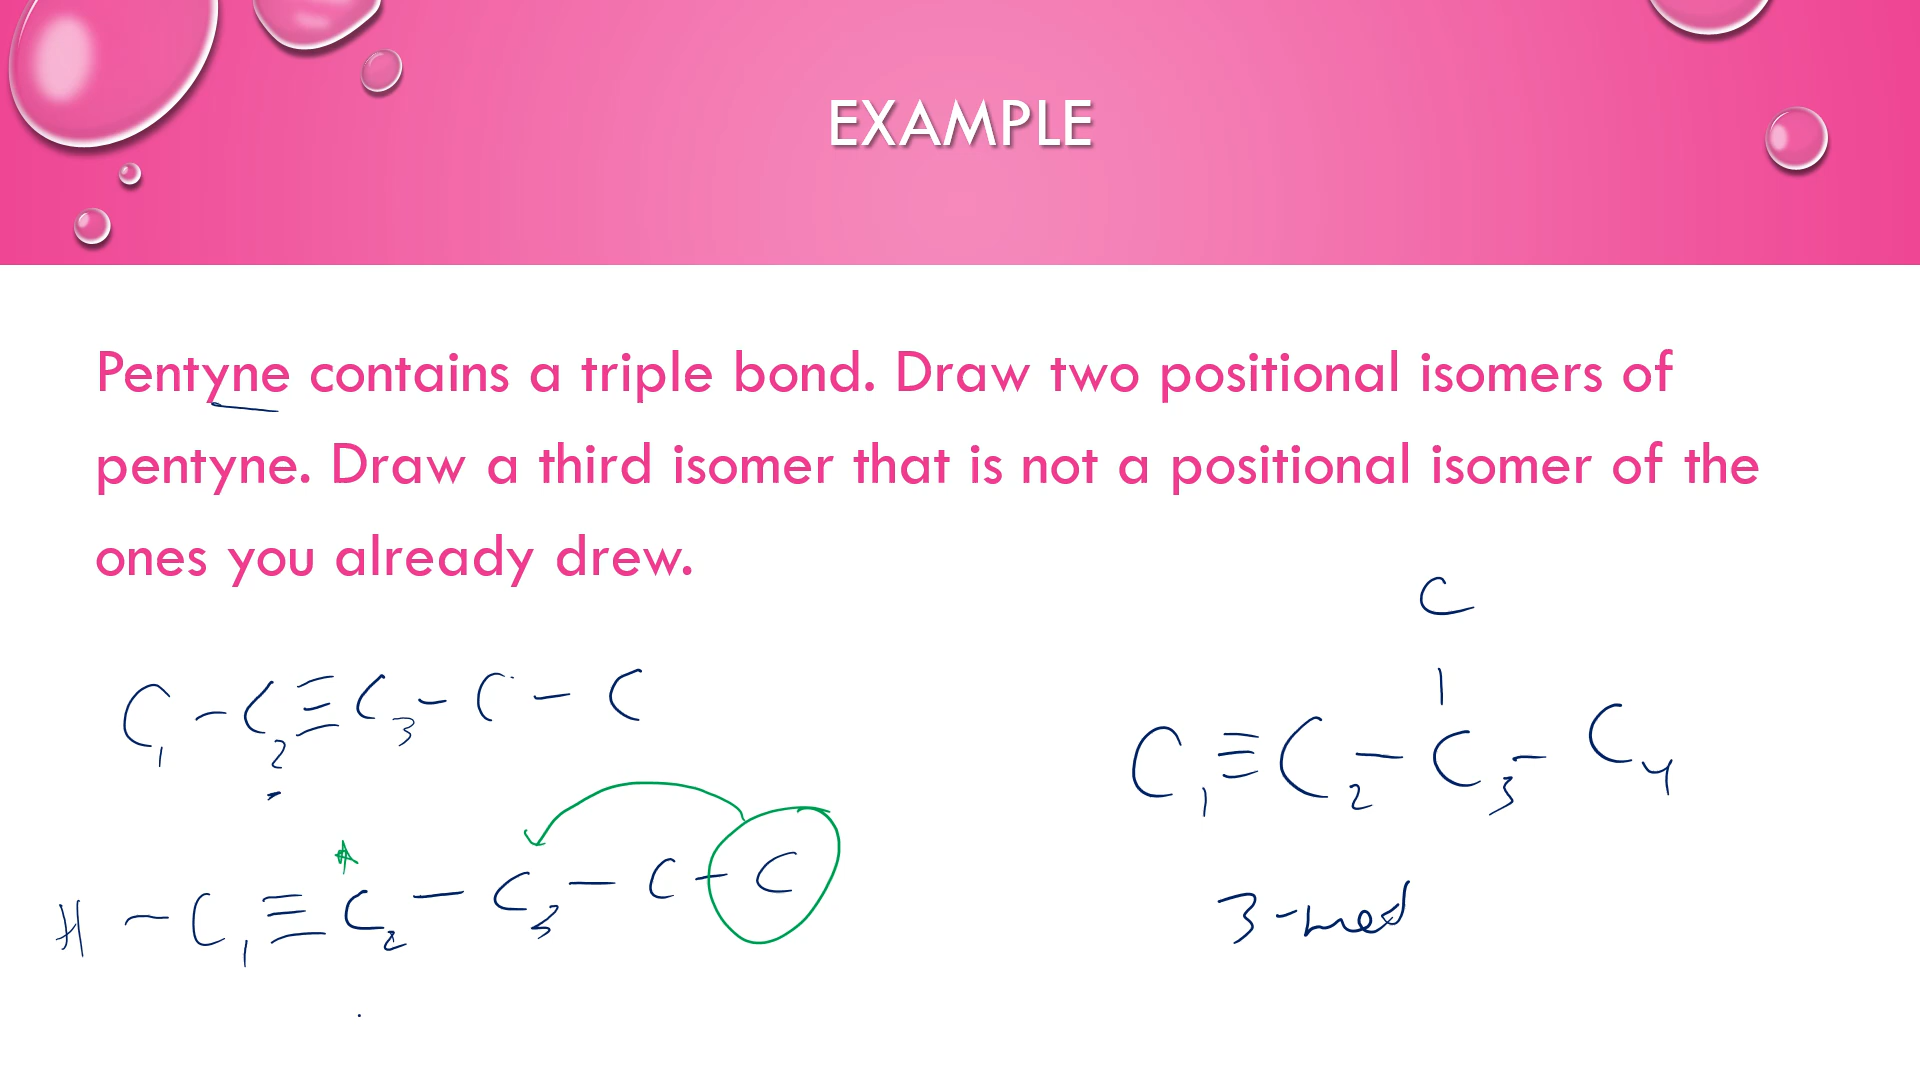 EXAMPLE
Pentyne contains a triple bond. Draw two positional isomers of
pentyne. Draw a third isomer that is not a positional isomer of the
ones you already drew.
C
C₁ - C₂ ≡ C₃ - C - C
C₁ ≡ C₂ - C₃ - C₄
H - C₁ ≡ C₂ - C₃ - C - C
3-